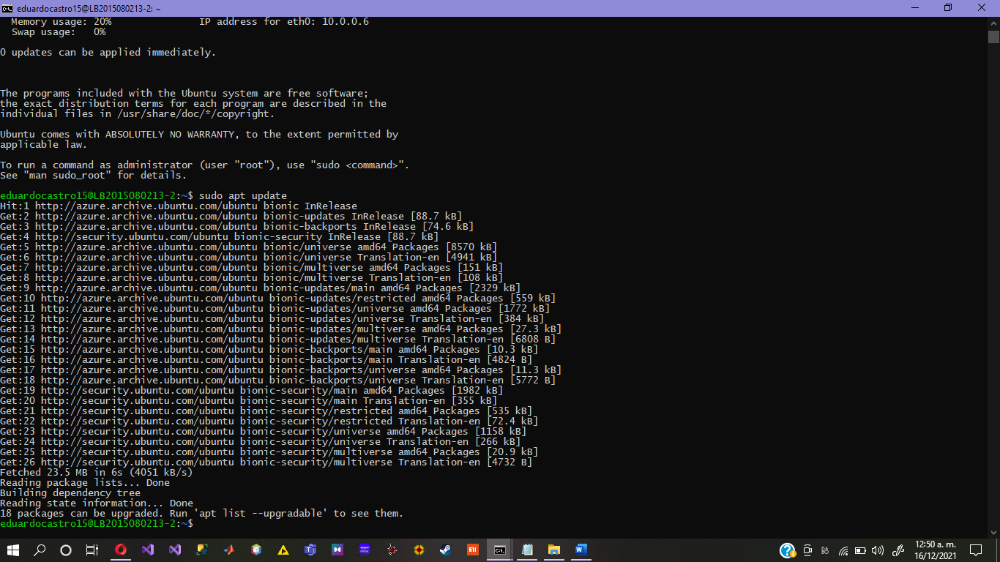 eduardocastro15@LB2015080213-2: ~
Memory usage: 20%               IP address for eth0: 10.0.0.6
Swap usage:   0%
0 updates can be applied immediately.
The programs included with the Ubuntu system are free software;
the exact distribution terms for each program are described in the
individual files in /usr/share/doc/*/copyright.
Ubuntu comes with ABSOLUTELY NO WARRANTY, to the extent permitted by
applicable law.
To run a command as administrator (user "root"), use "sudo <command>".
See "man sudo_root" for details.
eduardocastro15@LB2015080213-2:~$ sudo apt update
Hit:1 http://azure.archive.ubuntu.com/ubuntu bionic InRelease
Get:2 http://azure.archive.ubuntu.com/ubuntu bionic-updates InRelease [88.7 kB]
Get:3 http://azure.archive.ubuntu.com/ubuntu bionic-backports InRelease [74.6 kB]
Get:4 http://security.ubuntu.com/ubuntu bionic-security InRelease [88.7 kB]
Get:5 http://azure.archive.ubuntu.com/ubuntu bionic/universe amd64 Packages [8570 kB]
Get:6 http://azure.archive.ubuntu.com/ubuntu bionic/universe Translation-en [4941 kB]
Get:7 http://azure.archive.ubuntu.com/ubuntu bionic/multiverse amd64 Packages [151 kB]
Get:8 http://azure.archive.ubuntu.com/ubuntu bionic/multiverse Translation-en [108 kB]
Get:9 http://azure.archive.ubuntu.com/ubuntu bionic-updates/main amd64 Packages [2329 kB]
Get:10 http://azure.archive.ubuntu.com/ubuntu bionic-updates/restricted amd64 Packages [559 kB]
Get:11 http://azure.archive.ubuntu.com/ubuntu bionic-updates/universe amd64 Packages [1772 kB]
Get:12 http://azure.archive.ubuntu.com/ubuntu bionic-updates/universe Translation-en [384 kB]
Get:13 http://azure.archive.ubuntu.com/ubuntu bionic-updates/multiverse amd64 Packages [27.3 kB]
Get:14 http://azure.archive.ubuntu.com/ubuntu bionic-updates/multiverse Translation-en [6808 B]
Get:15 http://azure.archive.ubuntu.com/ubuntu bionic-backports/main amd64 Packages [10.3 kB]
Get:16 http://azure.archive.ubuntu.com/ubuntu bionic-backports/main Translation-en [4824 B]
Get:17 http://azure.archive.ubuntu.com/ubuntu bionic-backports/universe amd64 Packages [11.3 kB]
Get:18 http://azure.archive.ubuntu.com/ubuntu bionic-backports/universe Translation-en [5772 B]
Get:19 http://security.ubuntu.com/ubuntu bionic-security/main amd64 Packages [1982 kB]
Get:20 http://security.ubuntu.com/ubuntu bionic-security/main Translation-en [355 kB]
Get:21 http://security.ubuntu.com/ubuntu bionic-security/restricted amd64 Packages [535 kB]
Get:22 http://security.ubuntu.com/ubuntu bionic-security/restricted Translation-en [72.4 kB]
Get:23 http://security.ubuntu.com/ubuntu bionic-security/universe amd64 Packages [1158 kB]
Get:24 http://security.ubuntu.com/ubuntu bionic-security/universe Translation-en [266 kB]
Get:25 http://security.ubuntu.com/ubuntu bionic-security/multiverse amd64 Packages [20.9 kB]
Get:26 http://security.ubuntu.com/ubuntu bionic-security/multiverse Translation-en [4732 B]
Fetched 23.5 MB in 6s (4051 kB/s)
Reading package lists... Done
Building dependency tree
Reading state information... Done
18 packages can be upgraded. Run 'apt list --upgradable' to see them.
eduardocastro15@LB2015080213-2:~$
12:50 a. m.
16/12/2021